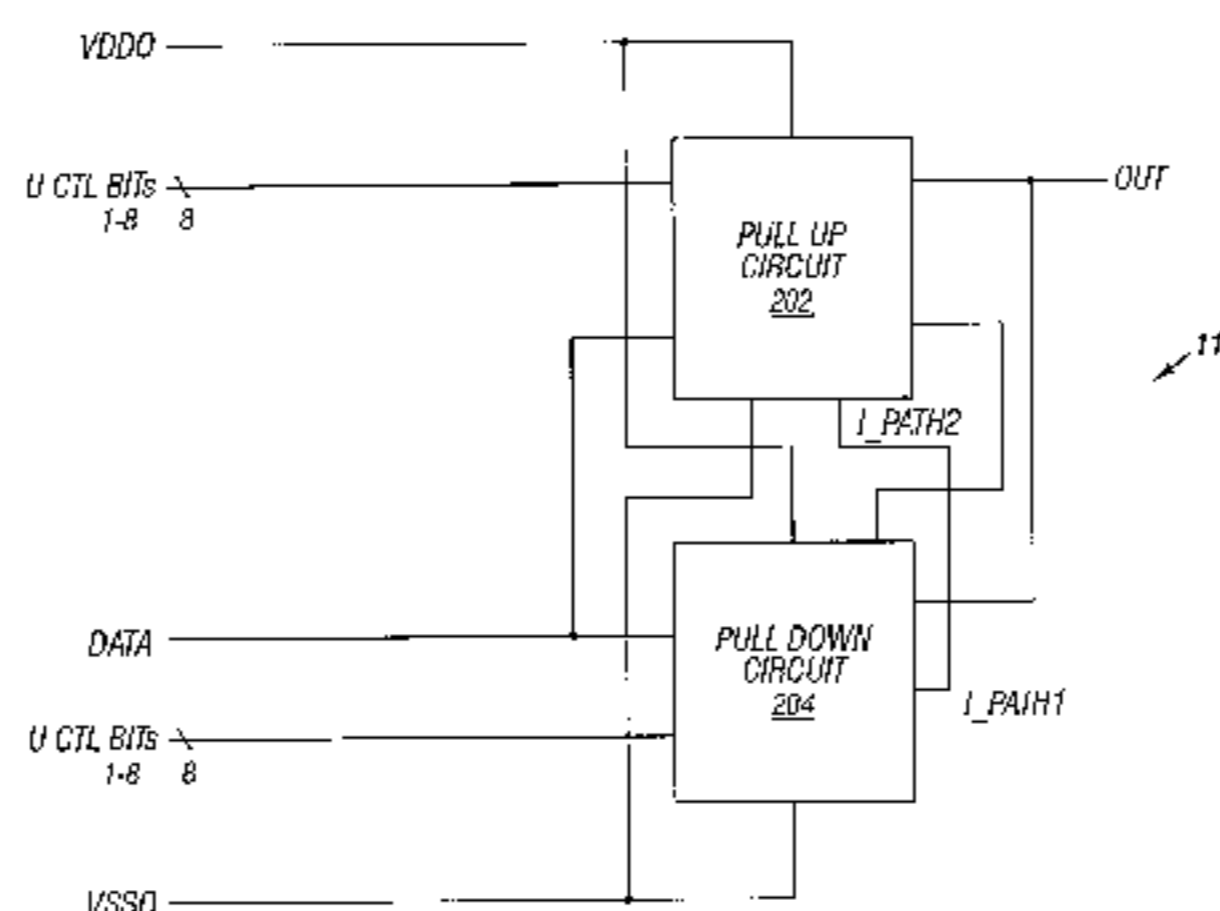 VDDO
U CTL BITs
1-8 8
OUT
PULL UP
CIRCUIT
202
11
I_PATH2
DATA
PULL DOWN
CIRCUIT
204
I_PATH1
U CTL BITs
1-8 8
VSSO